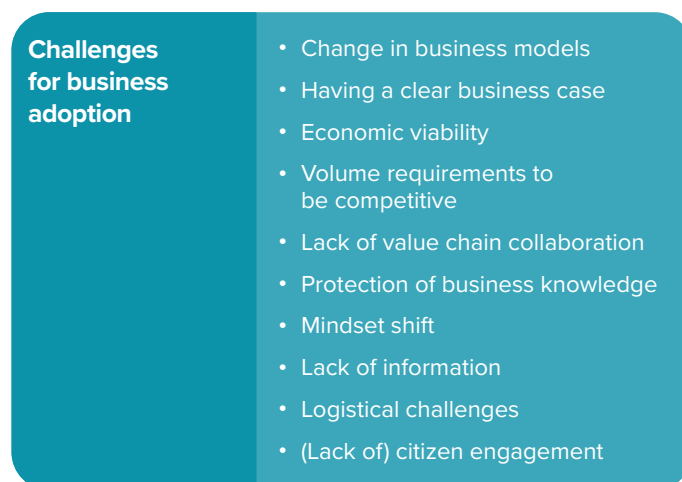 Challenges
for business
adoption
• Change in business models
• Having a clear business case
• Economic viability
• Volume requirements to
be competitive
• Lack of value chain collaboration
• Protection of business knowledge
• Mindset shift
• Lack of information
• Logistical challenges
• (Lack of) citizen engagement